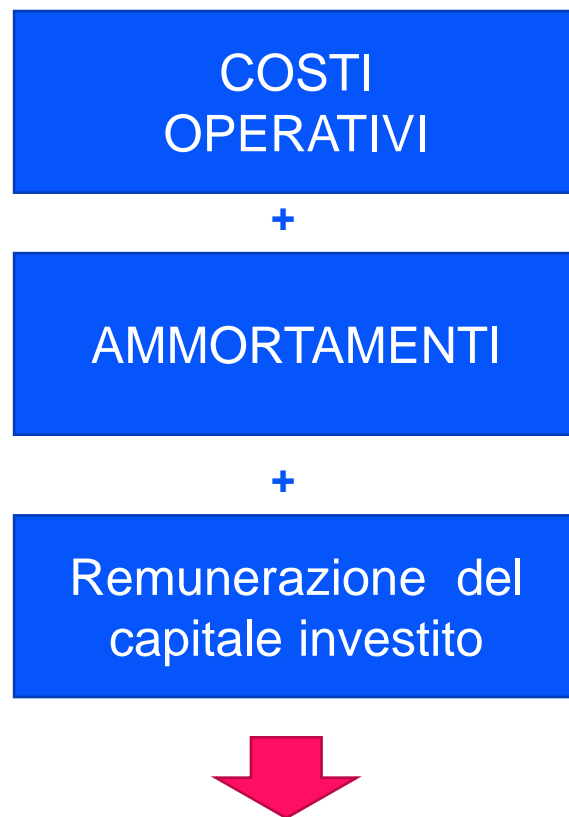 COSTI
OPERATIVI
+
AMMORTAMENTI
+
Remunerazione del
capitale investito